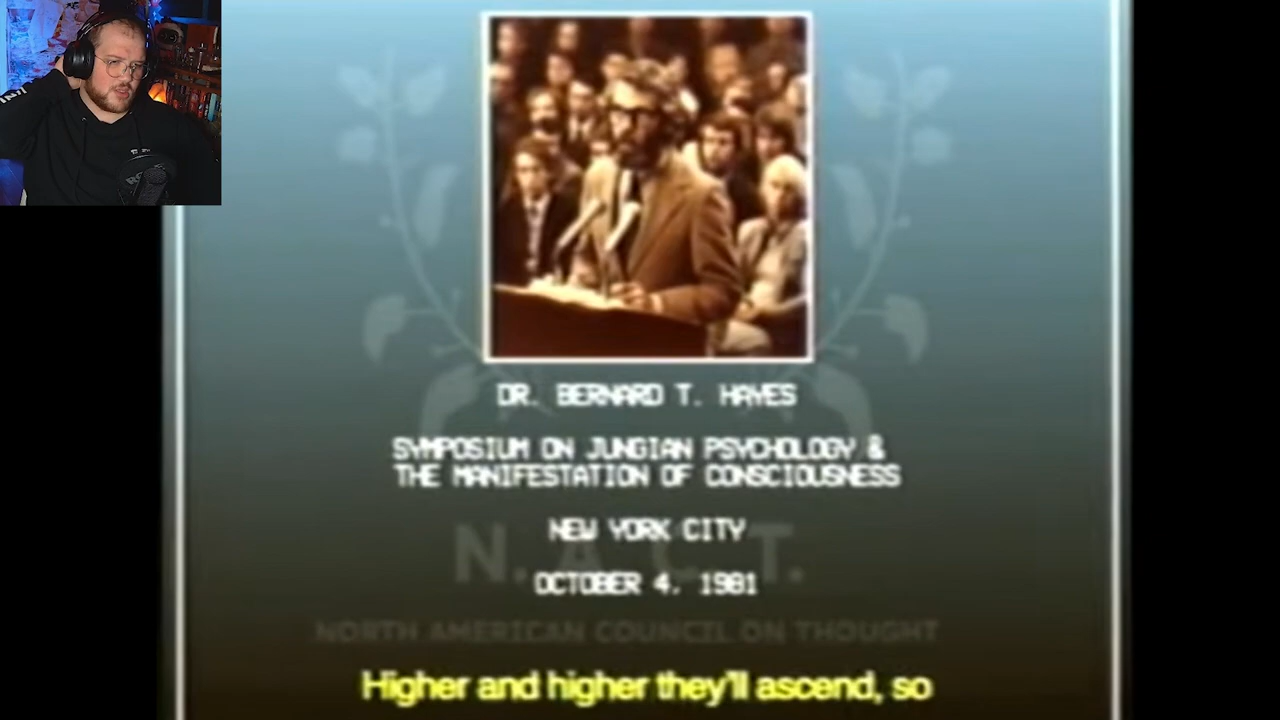 DR. BERNARD T. HAYES
SYMPOSIUM ON JUNGIAN PSYCHOLOGY &
THE MANIFESTATION OF CONSCIOUSNESS
NEW YORK CITY
N. A. C. T.
OCTOBER 4, 1981
NORTH AMERICAN COUNCIL ON THOUGHT
Higher and higher they'll ascend, so